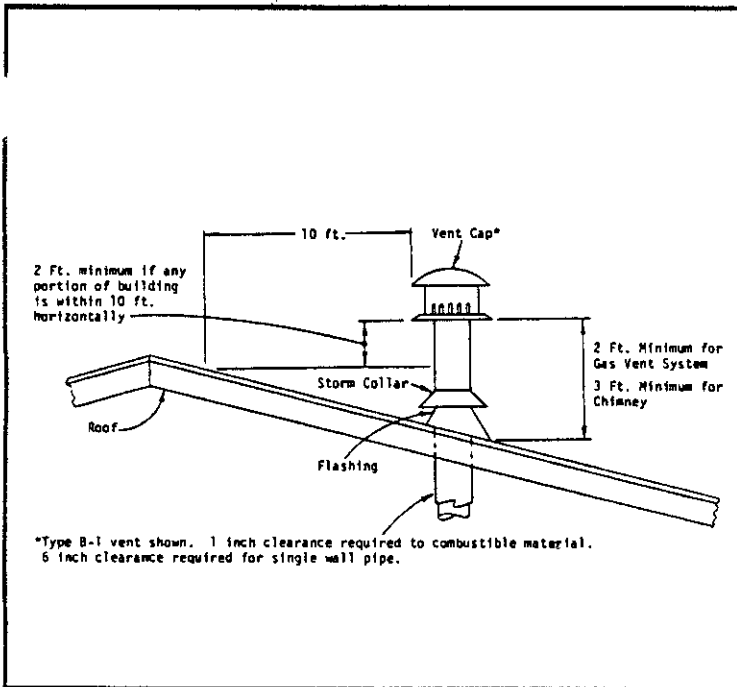 10 ft.
Vent Cap*
2 Ft. minimum if any
portion of building
is within 10 ft.
horizontally
2 Ft. Minimum for
Gas Vent System
3 Ft. Minimum for
Chimney
Storm Collar
Roof
Flashing
*Type B-1 vent shown. 1 inch clearance required to combustible material.
6 inch clearance required for single wall pipe.